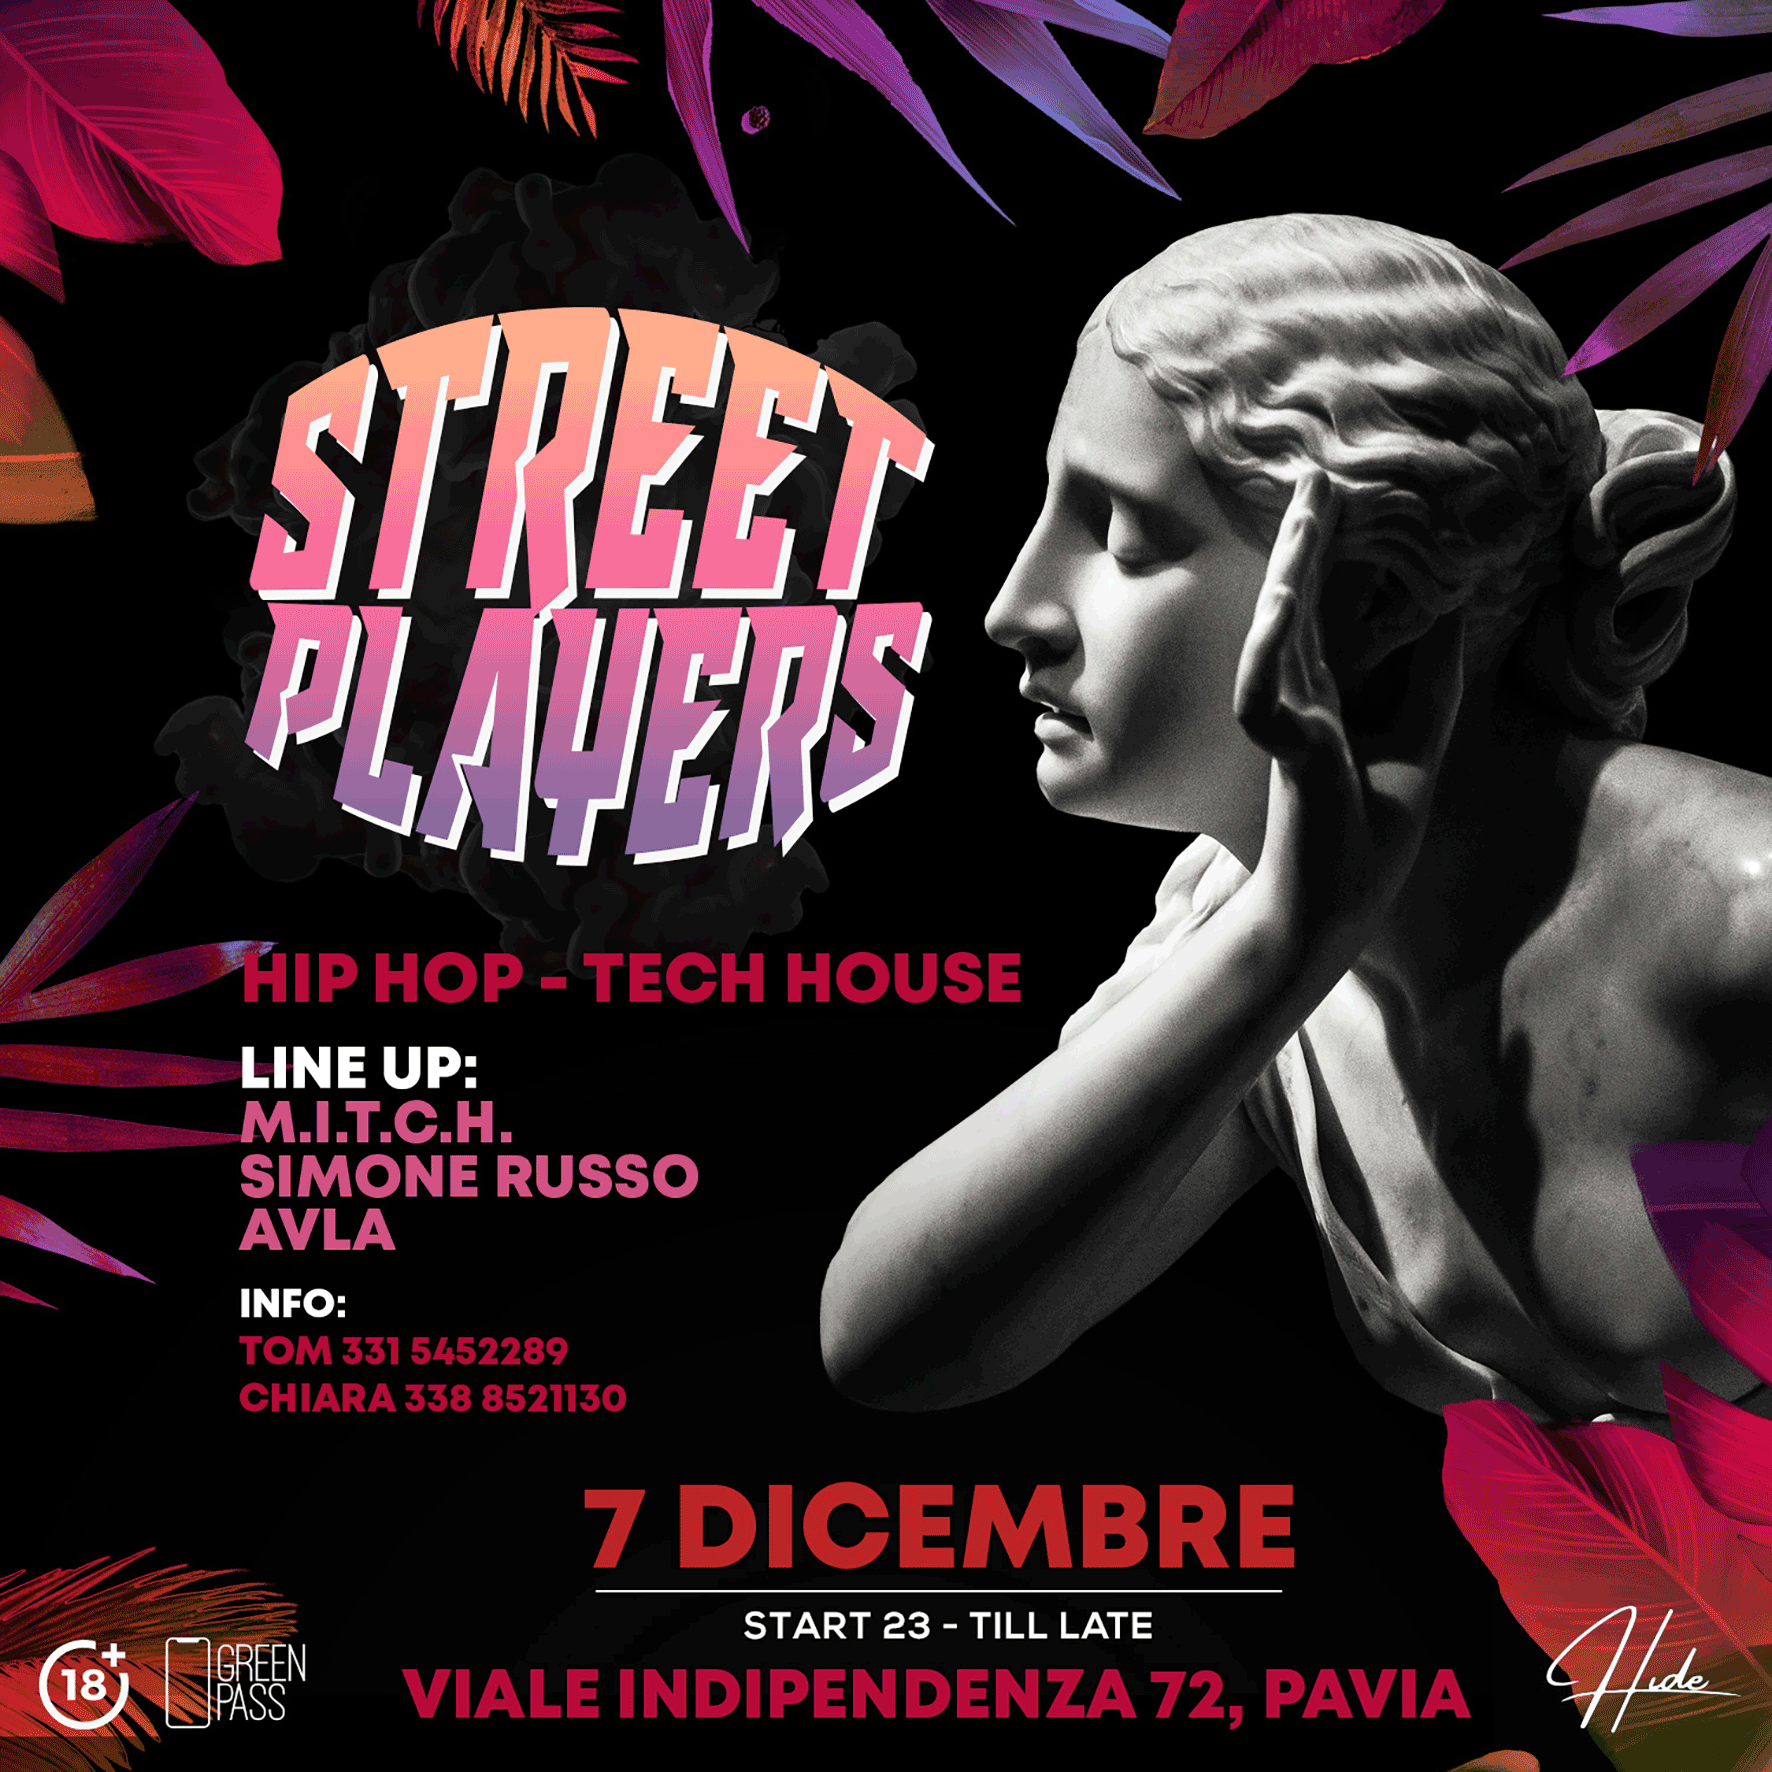 STREET
PLAYERS
HIP HOP - TECH HOUSE
LINE UP:
M.I.T.C.H.
SIMONE RUSSO
AVLA
INFO:
TOM 331 5452289
CHIARA 338 8521130
7 DICEMBRE
START 23 - TILL LATE
VIALE INDIPENDENZA 72, PAVIA
18+
GREEN
PASS
Hide